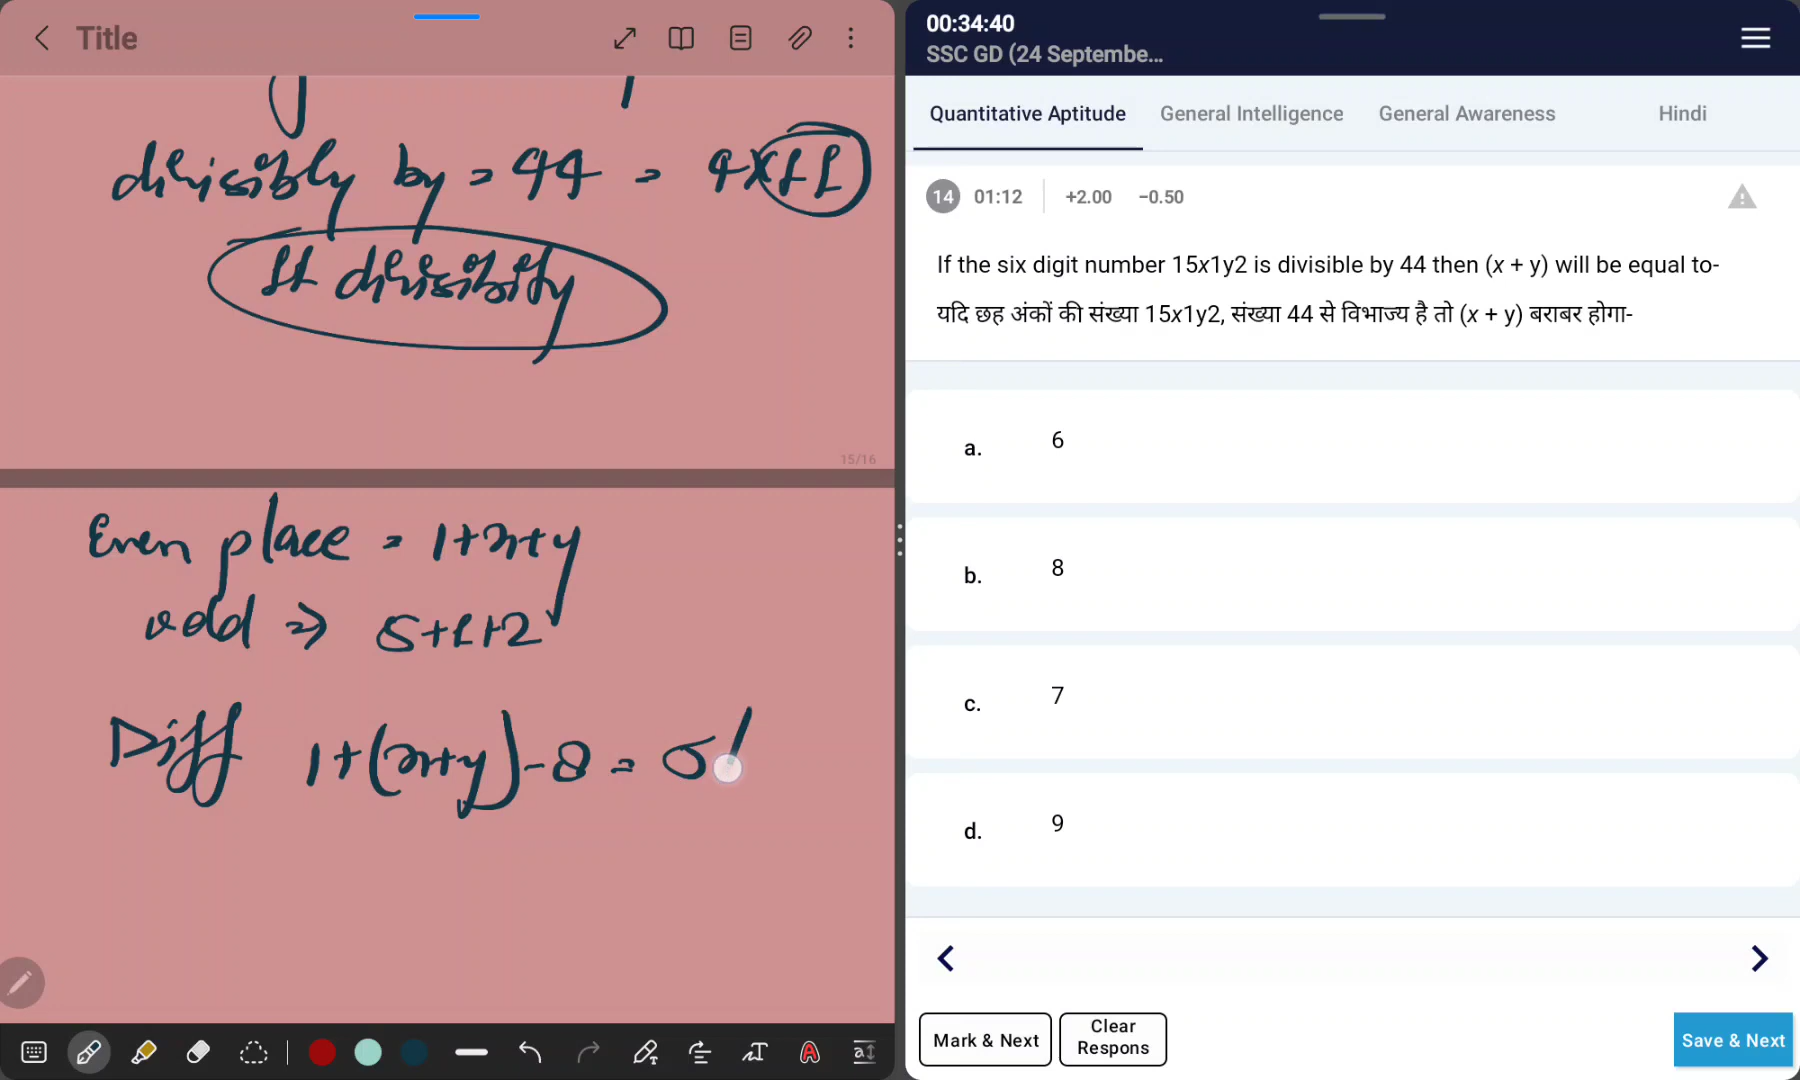 Title
divisibly by = 44 = 4×11
11 divisibity
15/16
Even place = 1+x+y
odd ⇒ 5+1+2
Diff 1+(x+y)-8 = 0/
00:34:40
SSC GD (24 Septembe...
Quantitative Aptitude General Intelligence General Awareness Hindi
14 01:12 +2.00 −0.50
If the six digit number 15x1y2 is divisible by 44 then (x + y) will be equal to-
यदि छह अंकों की संख्या 15x1y2, संख्या 44 से विभाज्य है तो (x + y) बराबर होगा-
a. 6
b. 8
c. 7
d. 9
Mark & Next
Clear
Respons
Save & Next